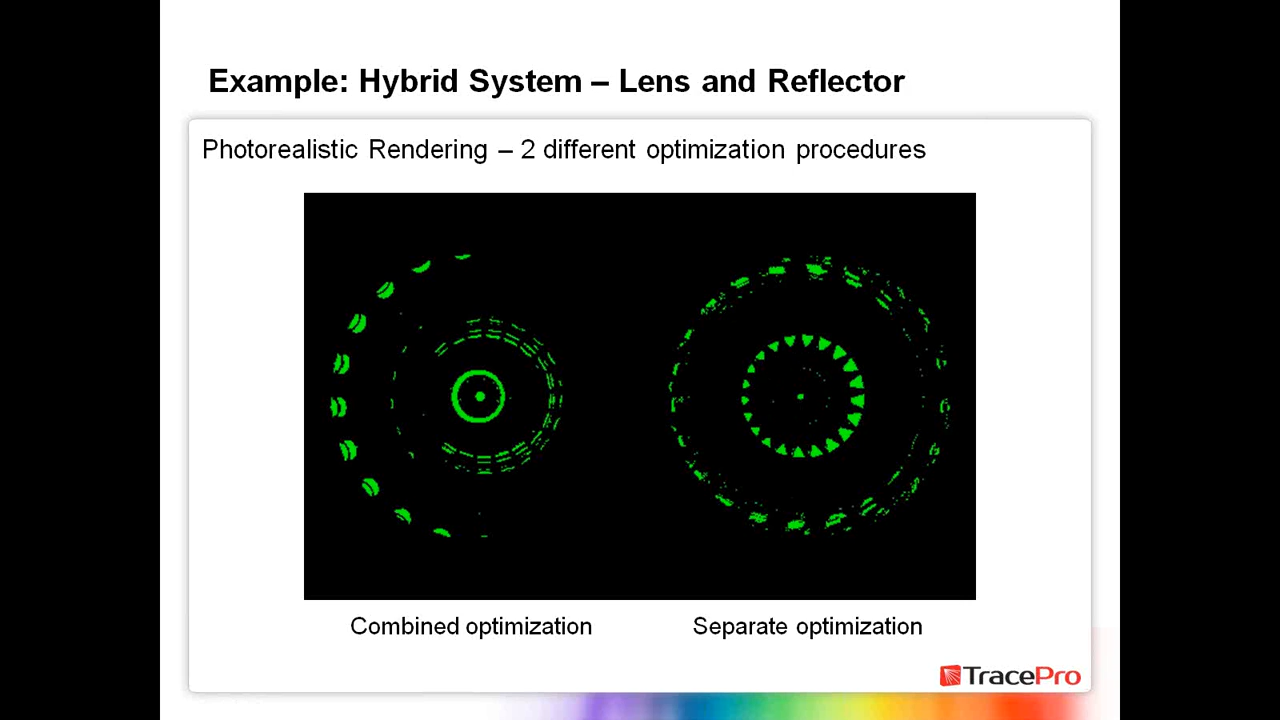 Example: Hybrid System – Lens and Reflector
Photorealistic Rendering – 2 different optimization procedures
Combined optimization
Separate optimization
TracePro